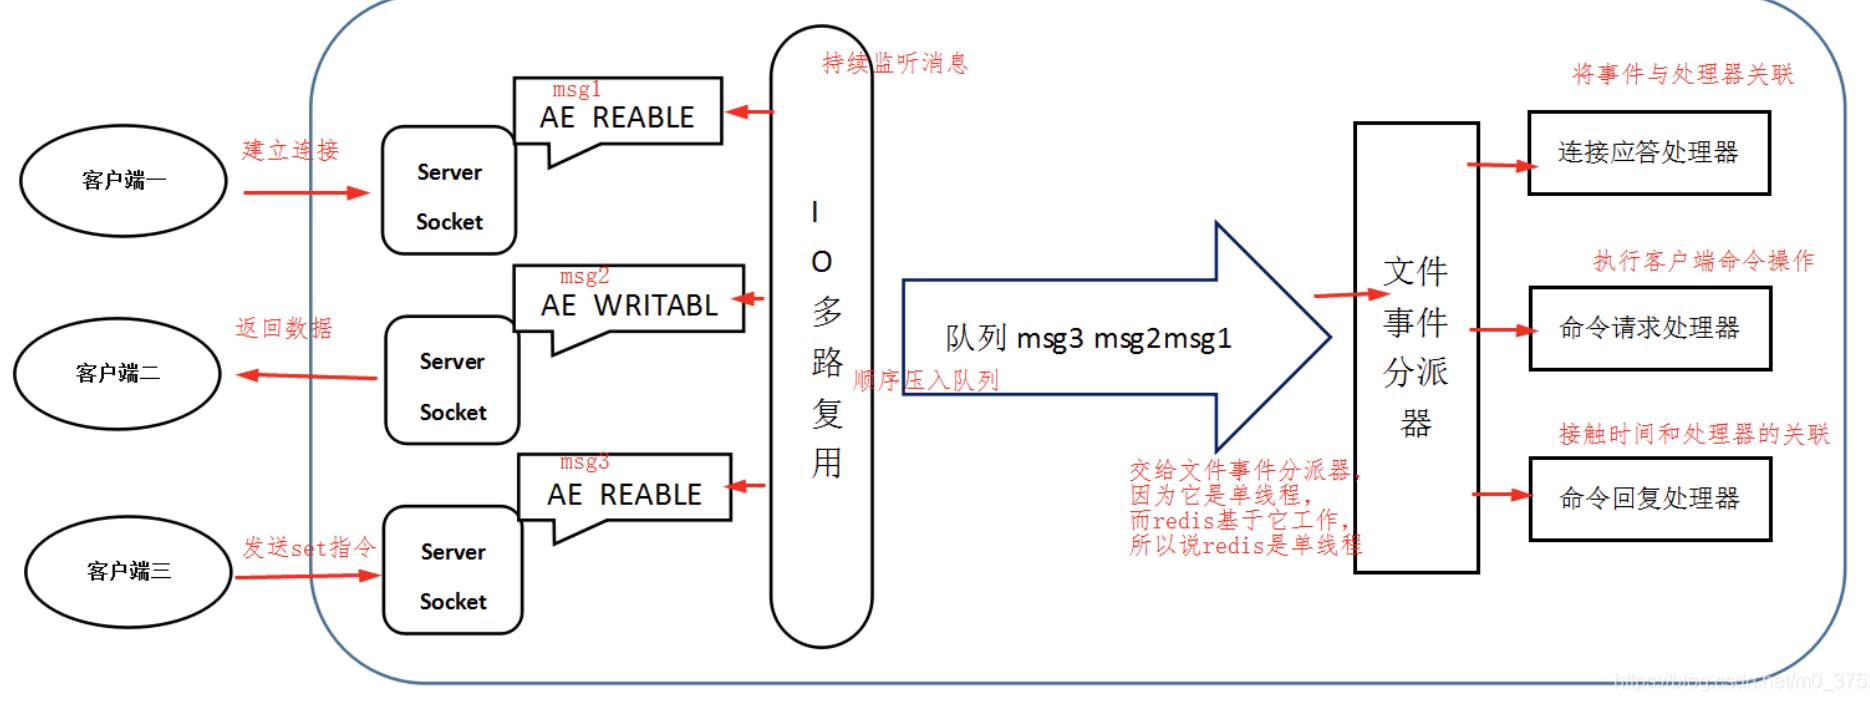 持续监听消息
将事件与处理器关联
msg1
AE REABLE
建立连接
客户端一
Server
Socket
连接应答处理器
I
O
多
路
复
用
msg2
AE WRITABL
返回数据
客户端二
Server
Socket
队列 msg3 msg2msg1
顺序压入队列
文件
事件
分派
器
执行客户端命令操作
命令请求处理器
msg3
AE REABLE
发送set指令
客户端三
Server
Socket
交给文件事件分派器，
因为它是单线程，
而redis基于它工作，
所以说redis是单线程
接触时间和处理器的关联
命令回复处理器
https://blog.csdn.net/m0_375